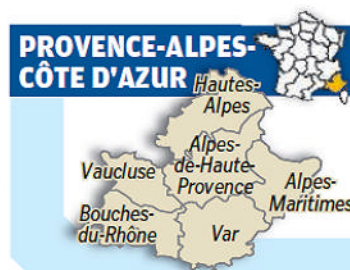 PROVENCE-ALPES-
CÔTE D'AZUR
Hautes-
Alpes
Alpes-
de-Haute-
Provence
Vaucluse
Alpes-
Maritimes
Bouches-
du-Rhône
Var